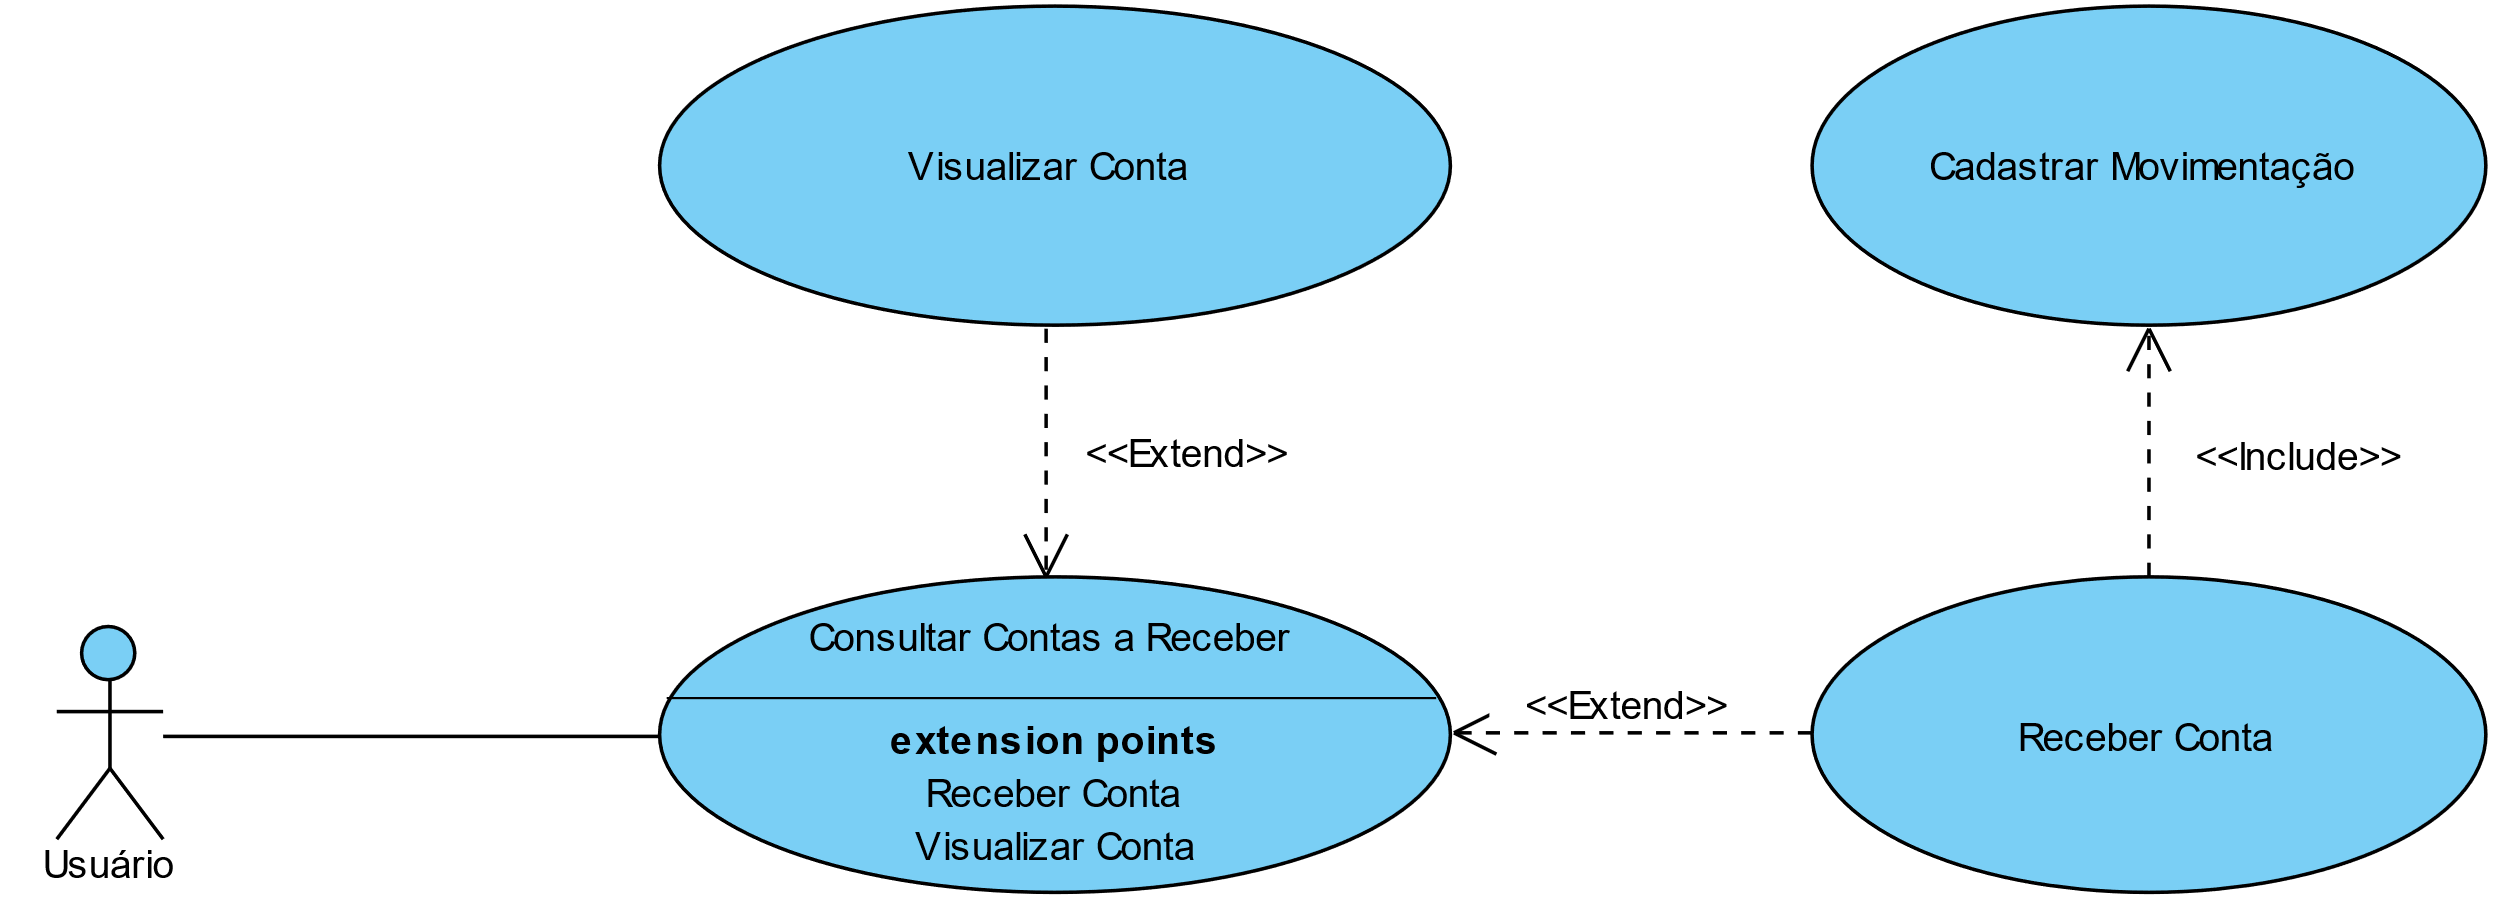 Visualizar Conta
Cadastrar Movimentação
<<Extend>>
<<Include>>
Consultar Contas a Receber
extension points
Receber Conta
Visualizar Conta
<<Extend>>
Receber Conta
Usuário